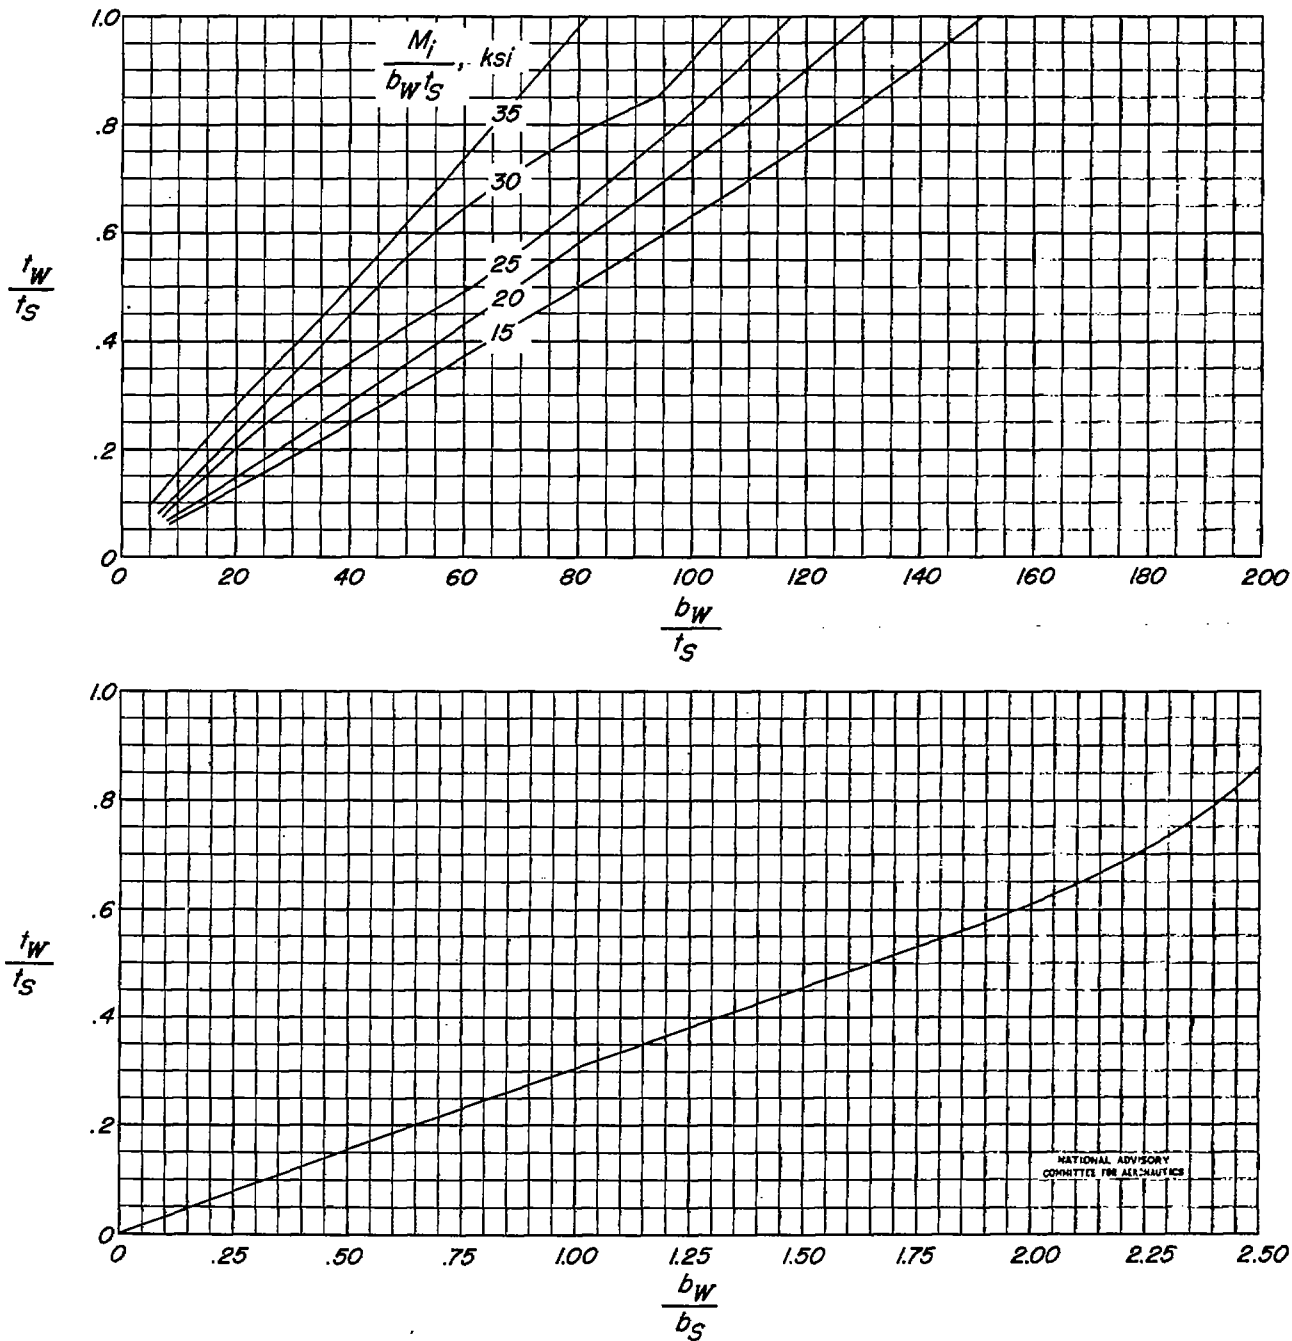 1.0
.8
.6
.4
.2
0
t_W
t_S
M_i
b_W t_S , ksi
35
30
25
20
15
0 20 40 60 80 100 120 140 160 180 200
b_W
t_S
1.0
.8
.6
.4
.2
0
t_W
t_S
NATIONAL ADVISORY
COMMITTEE FOR AERONAUTICS
0 .25 .50 .75 1.00 1.25 1.50 1.75 2.00 2.25 2.50
b_W
b_S